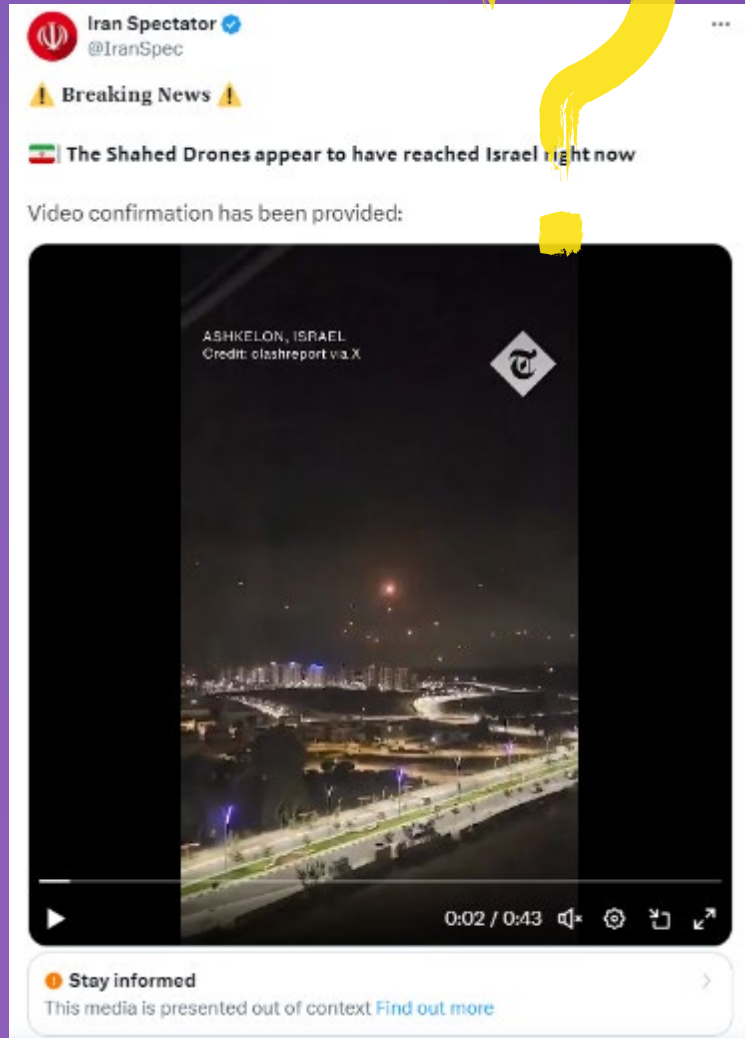 Iran Spectator
@IranSpec
Breaking News
The Shahed Drones appear to have reached Israel right now
Video confirmation has been provided:
ASHKELON, ISRAEL
Credit: clashreport via X
T
0:02 / 0:43
Stay informed
This media is presented out of context Find out more